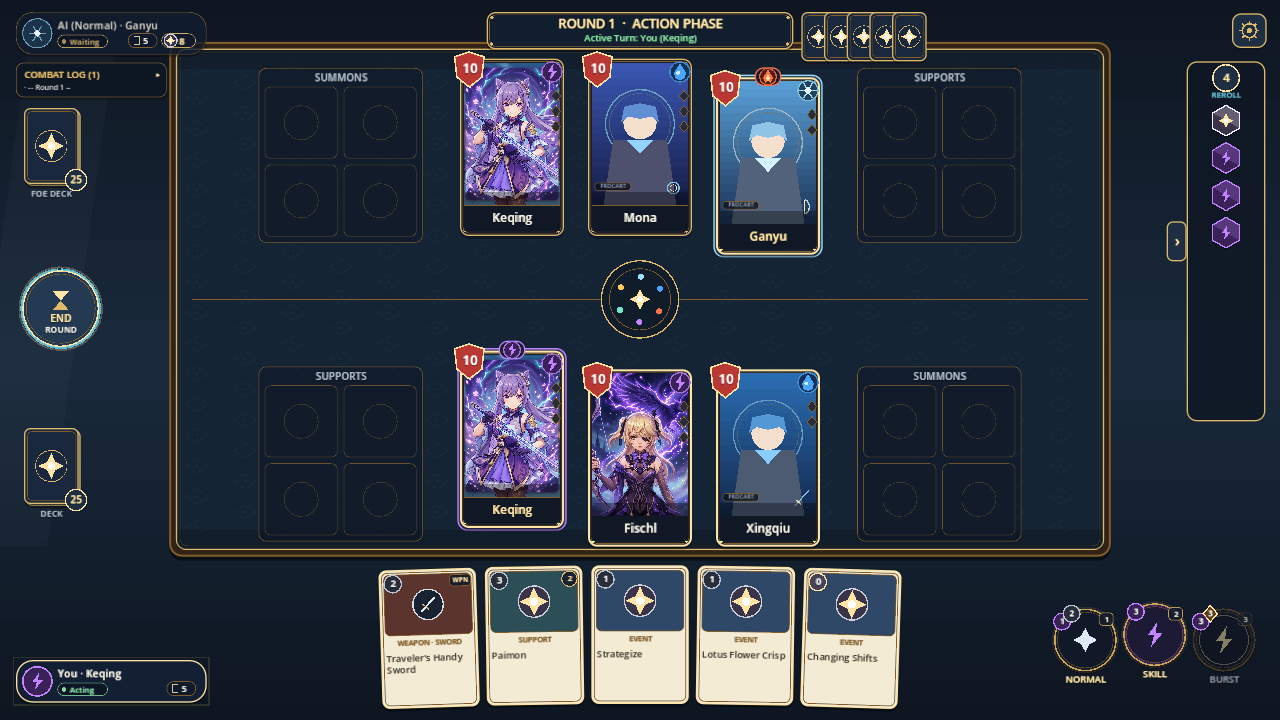 AI (Normal) · Ganyu
Waiting
5
8
ROUND 1 · ACTION PHASE
Active Turn: You (Keqing)
COMBAT LOG (1)
- -- Round 1 --
25
FOE DECK
END
ROUND
25
DECK
SUMMONS
10
Keqing
10
PROCART
Mona
10
PROCART
Ganyu
SUPPORTS
4
REROLL
SUPPORTS
10
Keqing
10
Fischl
10
PROCART
Xingqiu
SUMMONS
2
WPN
WEAPON · SWORD
Traveler's Handy
Sword
3
2
SUPPORT
Paimon
1
EVENT
Strategize
1
EVENT
Lotus Flower Crisp
0
EVENT
Changing Shifts
You · Keqing
Acting
5
1
2
1
NORMAL
3
2
SKILL
3
3
3
BURST